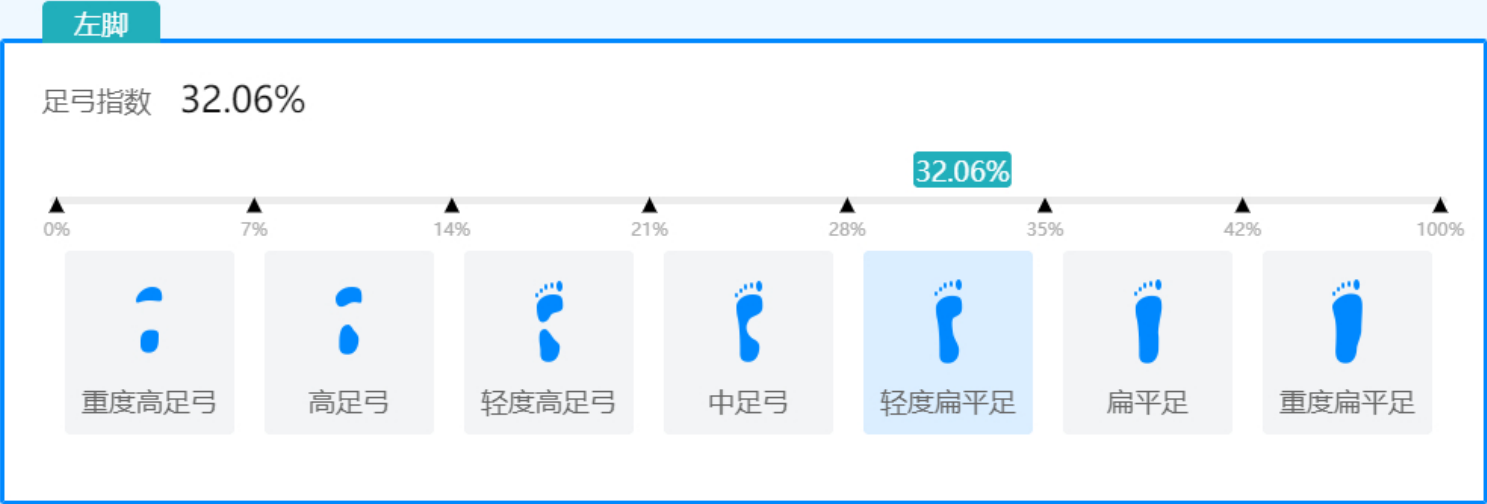 左脚
足弓指数 32.06%
32.06%
0% 7% 14% 21% 28% 35% 42% 100%
重度高足弓 高足弓 轻度高足弓 中足弓 轻度扁平足 扁平足 重度扁平足